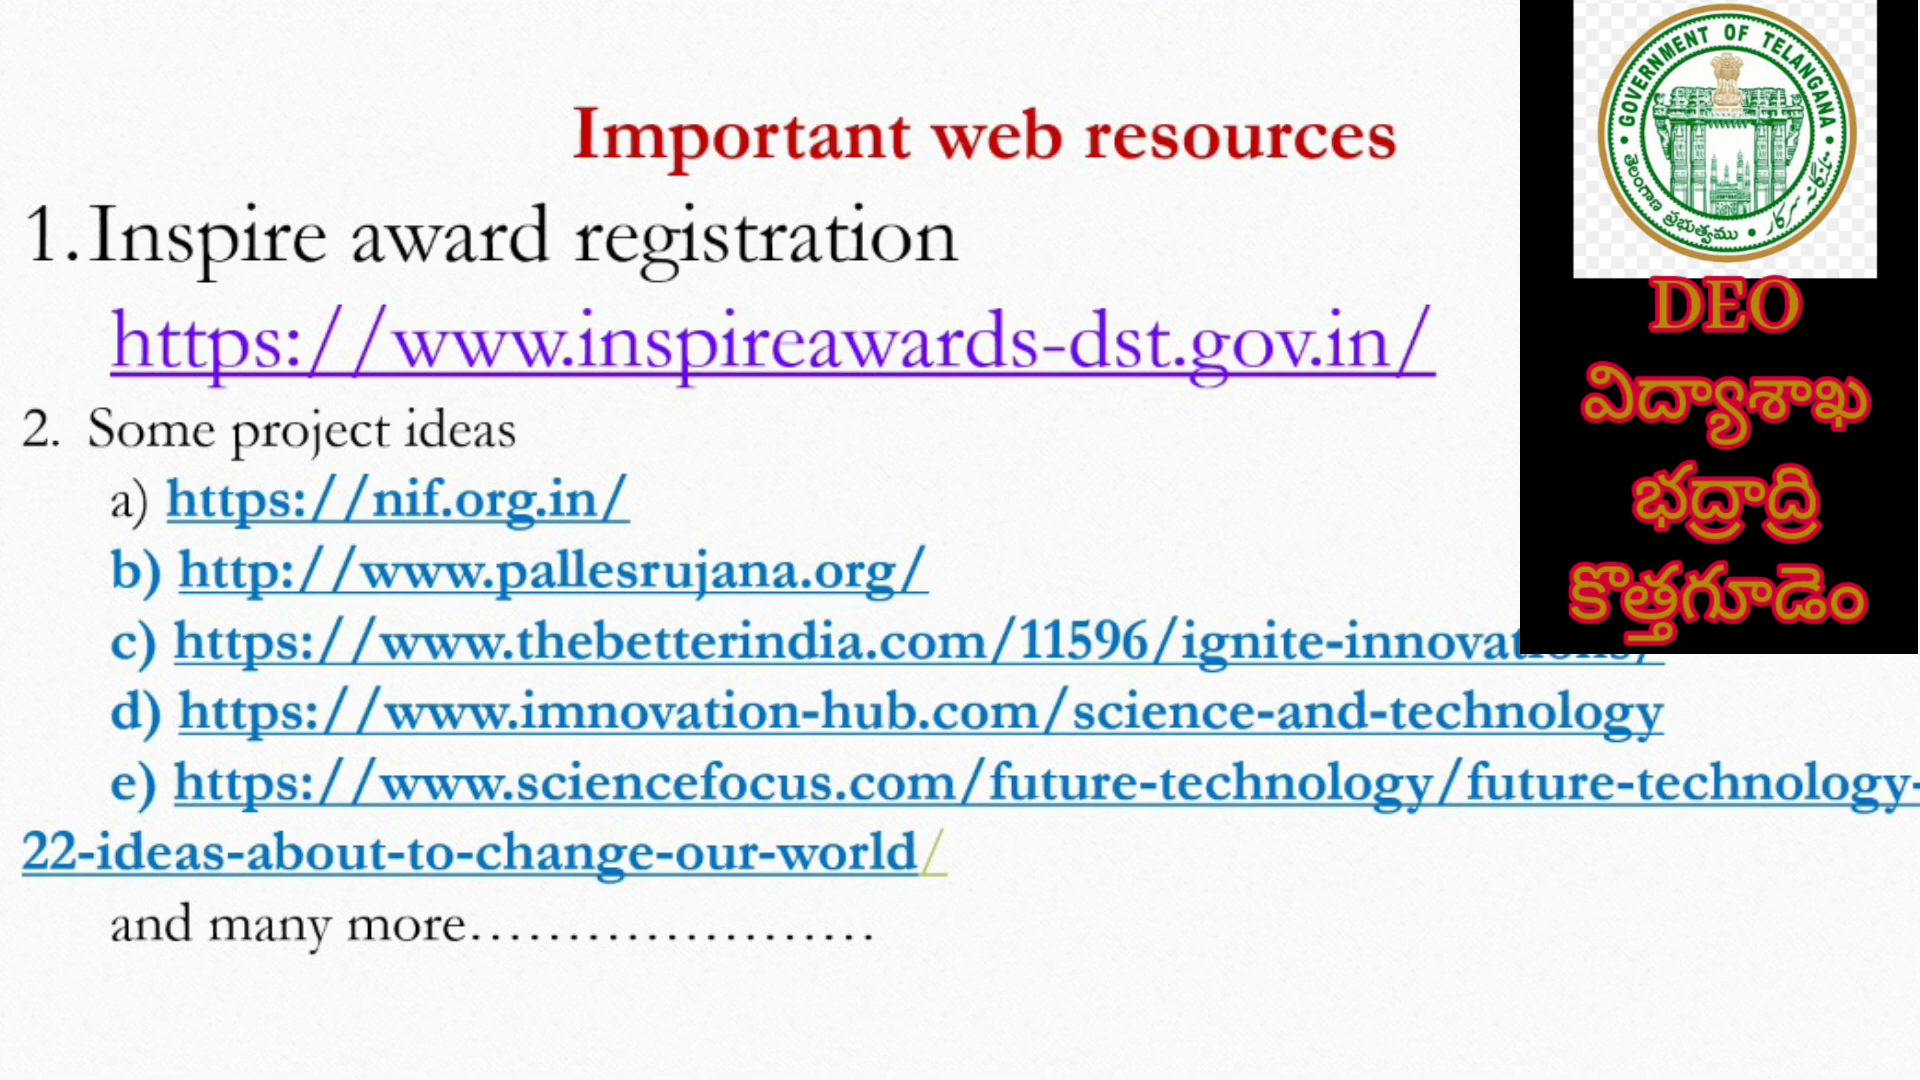 Important web resources
1. Inspire award registration
https://www.inspireawards-dst.gov.in/
2. Some project ideas
a) https://nif.org.in/
b) http://www.pallesrujana.org/
c) https://www.thebetterindia.com/11596/ignite-innovations/
d) https://www.imnovation-hub.com/science-and-technology
e) https://www.sciencefocus.com/future-technology/future-technology-
22-ideas-about-to-change-our-world/
and many more.....................
GOVERNMENT OF TELANGANA
తెలంగాణ ప్రభుత్వము
DEO
విద్యాశాఖ
భద్రాద్రి
కొత్తగూడెం